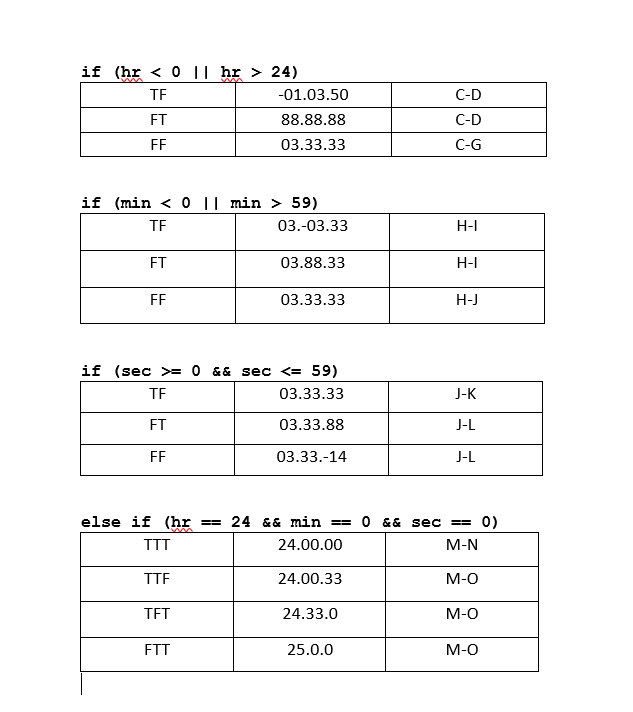 if (hr < 0 || hr > 24)
TF -01.03.50 C-D
FT 88.88.88 C-D
FF 03.33.33 C-G
if (min < 0 || min > 59)
TF 03.-03.33 H-I
FT 03.88.33 H-I
FF 03.33.33 H-J
if (sec >= 0 && sec <= 59)
TF 03.33.33 J-K
FT 03.33.88 J-L
FF 03.33.-14 J-L
else if (hr == 24 && min == 0 && sec == 0)
TTT 24.00.00 M-N
TTF 24.00.33 M-O
TFT 24.33.0 M-O
FTT 25.0.0 M-O